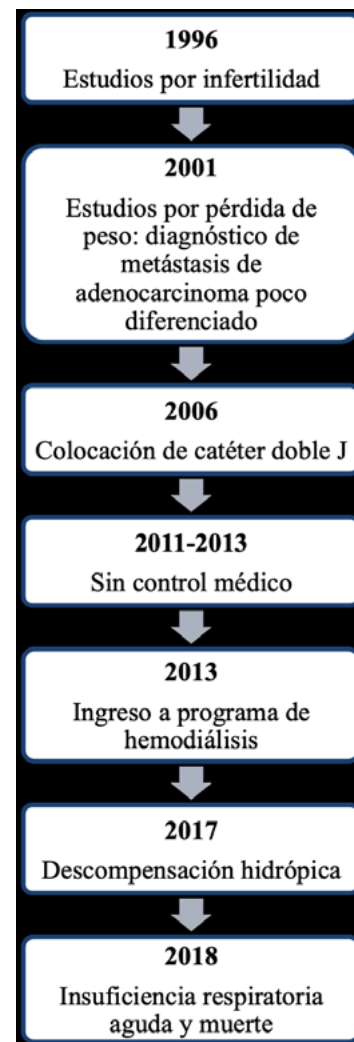 1996
Estudios por infertilidad
2001
Estudios por pérdida de
peso: diagnóstico de
metástasis de
adenocarcinoma poco
diferenciado
2006
Colocación de catéter doble J
2011-2013
Sin control médico
2013
Ingreso a programa de
hemodiálisis
2017
Descompensación hidrópica
2018
Insuficiencia respiratoria
aguda y muerte